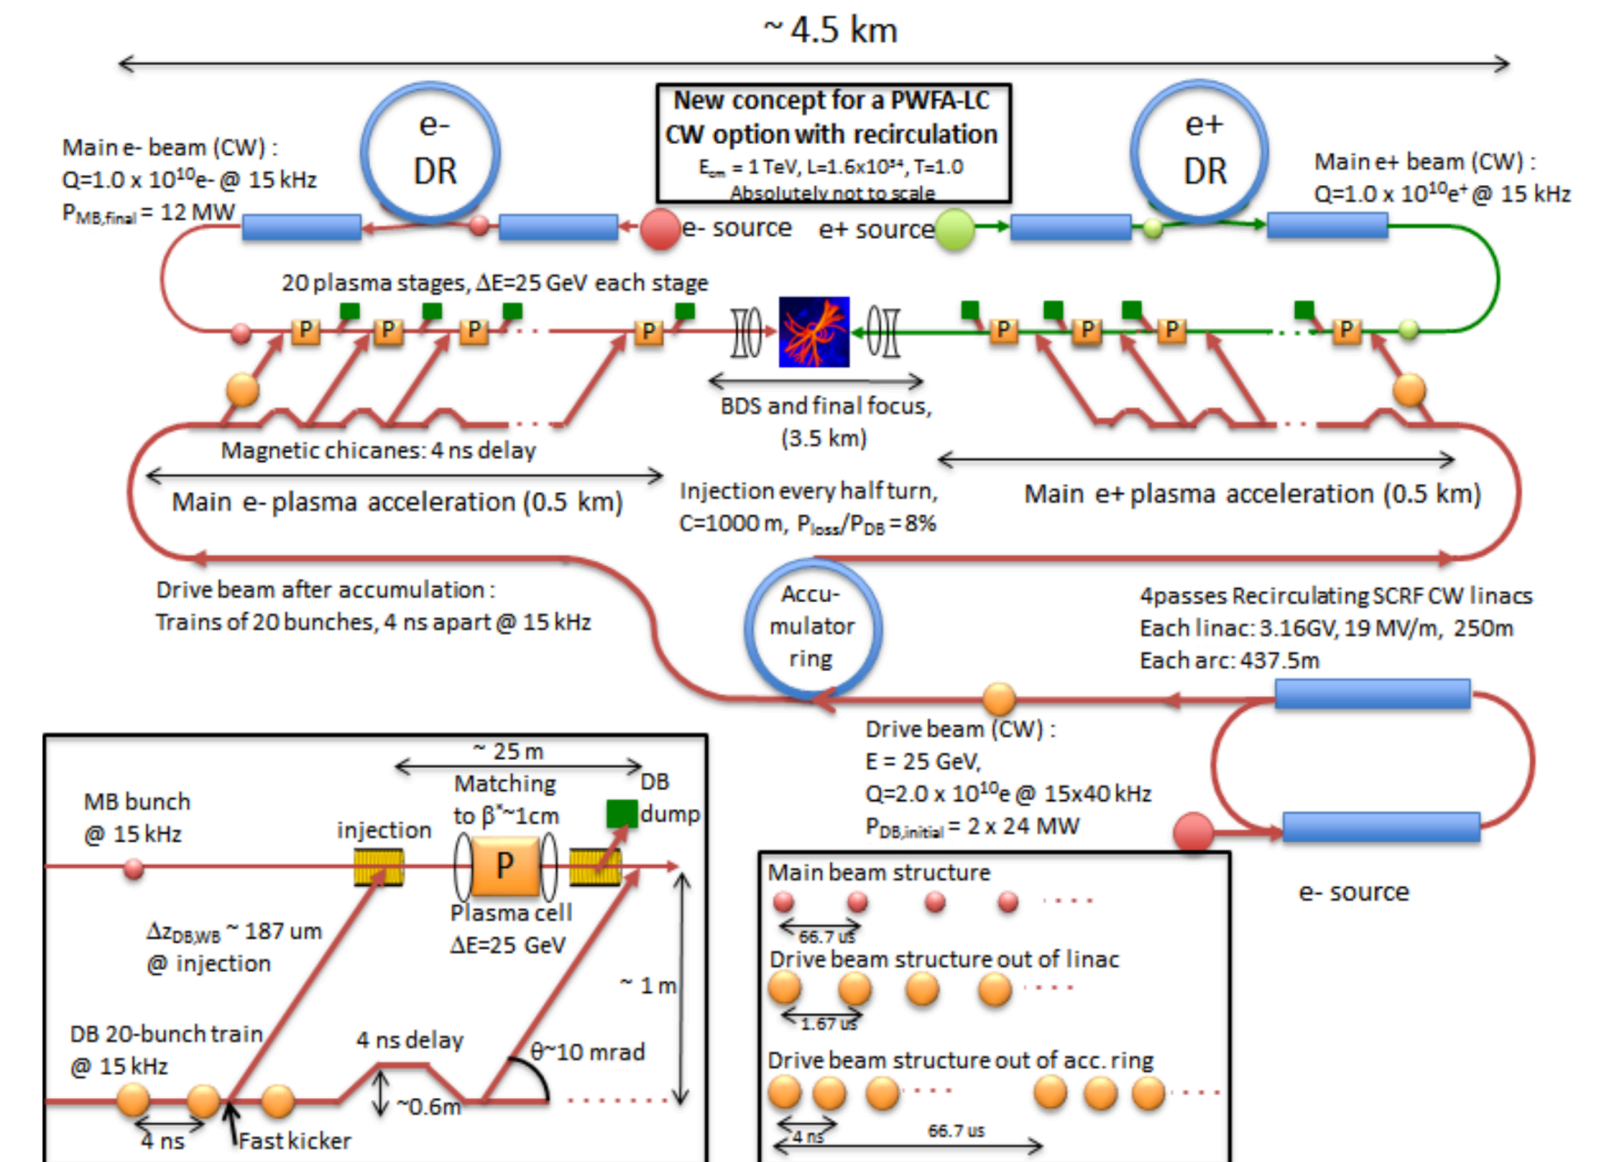 ~ 4.5 km
New concept for a PWFA-LC
CW option with recirculation
E_cm = 1 TeV, L=1.6x10³⁴, T=1.0
Absolutely not to scale
e-
DR
e+
DR
Main e- beam (CW) :
Q=1.0 x 10¹⁰e- @ 15 kHz
P_MB,final = 12 MW
Main e+ beam (CW) :
Q=1.0 x 10¹⁰e⁺ @ 15 kHz
e- source
e+ source
20 plasma stages, ΔE=25 GeV each stage
P
P
P
P
P
P
P
P
BDS and final focus,
(3.5 km)
Magnetic chicanes: 4 ns delay
Main e- plasma acceleration (0.5 km)
Injection every half turn,
C=1000 m, P_loss/P_DB = 8%
Main e+ plasma acceleration (0.5 km)
Drive beam after accumulation :
Trains of 20 bunches, 4 ns apart @ 15 kHz
Accu-
mulator
ring
4passes Recirculating SCRF CW linacs
Each linac: 3.16GV, 19 MV/m, 250m
Each arc: 437.5m
Drive beam (CW) :
E = 25 GeV,
Q=2.0 x 10¹⁰e @ 15x40 kHz
P_DB,initial = 2 x 24 MW
e- source
~ 25 m
Matching
to β*~1cm
DB
dump
MB bunch
@ 15 kHz
injection
P
Plasma cell
ΔE=25 GeV
Δz_DB,WB ~ 187 um
@ injection
~ 1 m
DB 20-bunch train
@ 15 kHz
4 ns delay
θ~10 mrad
~0.6m
4 ns
Fast kicker
Main beam structure
66.7 us
Drive beam structure out of linac
1.67 us
Drive beam structure out of acc. ring
4 ns
66.7 us